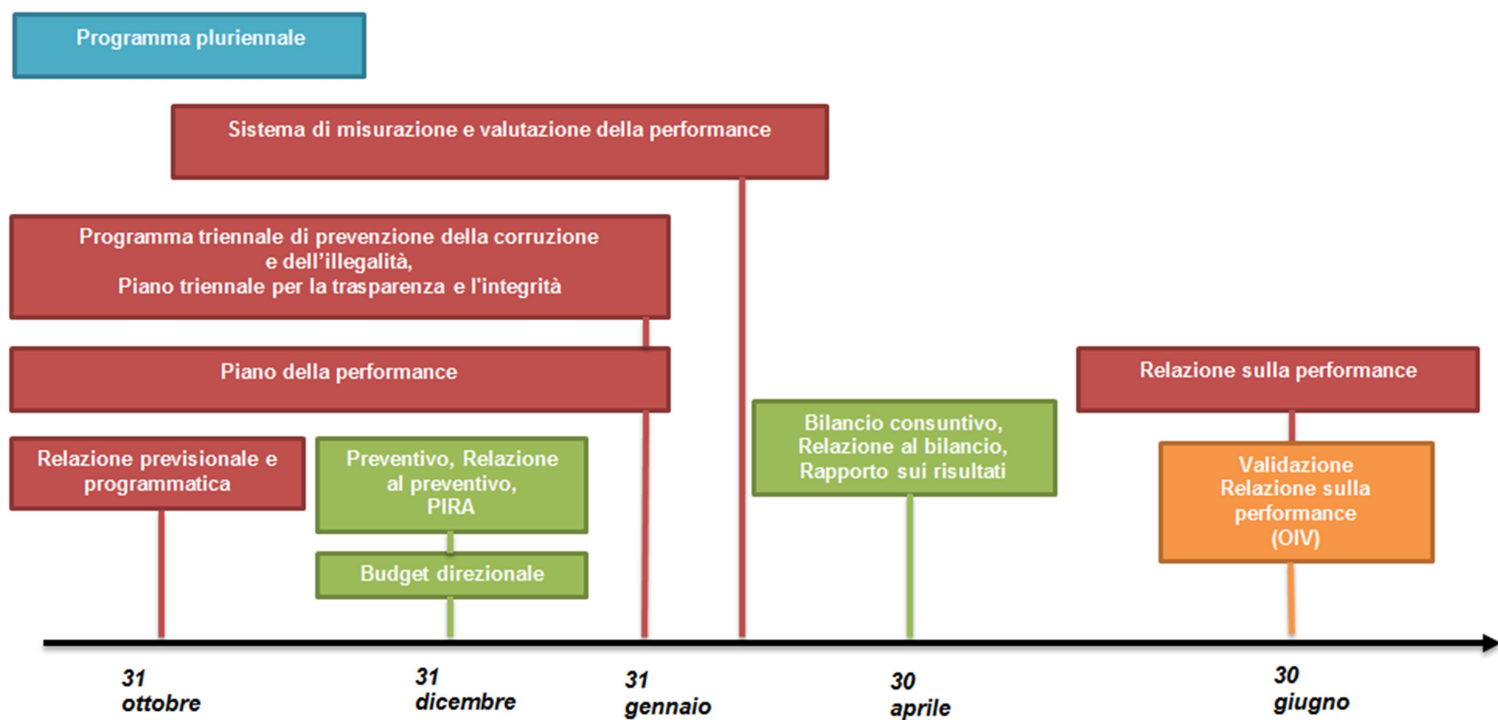 Programma pluriennale
Sistema di misurazione e valutazione della performance
Programma triennale di prevenzione della corruzione
e dell'illegalità,
Piano triennale per la trasparenza e l'integrità
Piano della performance
Relazione sulla performance
Relazione previsionale e
programmatica
Preventivo, Relazione
al preventivo,
PIRA
Budget direzionale
Bilancio consuntivo,
Relazione al bilancio,
Rapporto sui risultati
Validazione
Relazione sulla
performance
(OIV)
31
ottobre
31
dicembre
31
gennaio
30
aprile
30
giugno